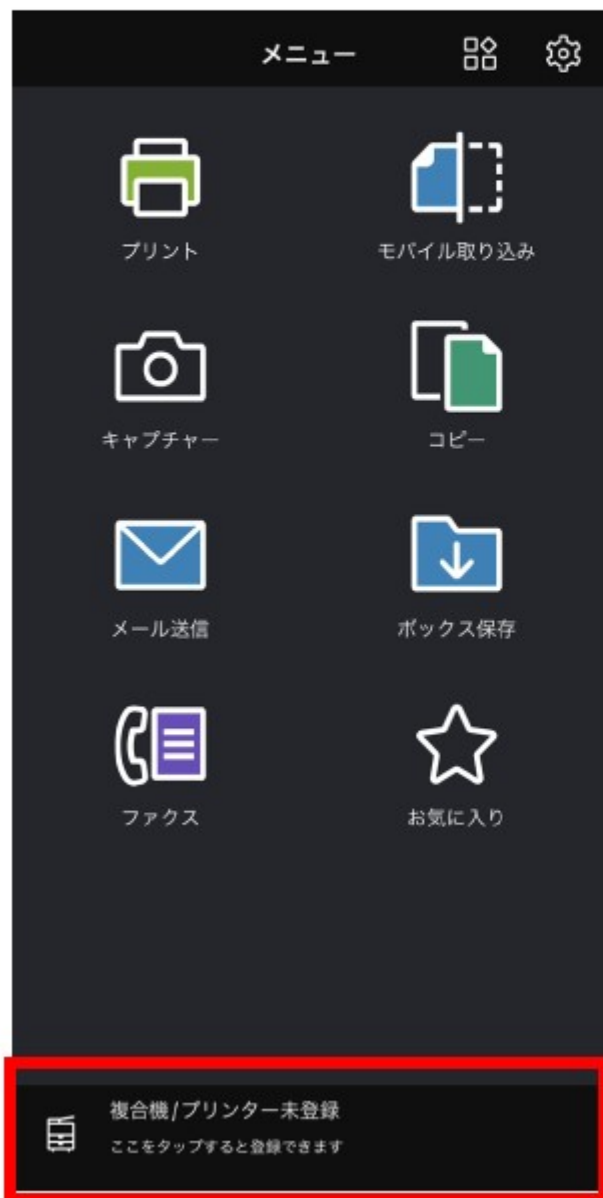 メニュー
プリント
モバイル取り込み
キャプチャー
コピー
メール送信
ボックス保存
ファクス
お気に入り
複合機/プリンター未登録
ここをタップすると登録できます